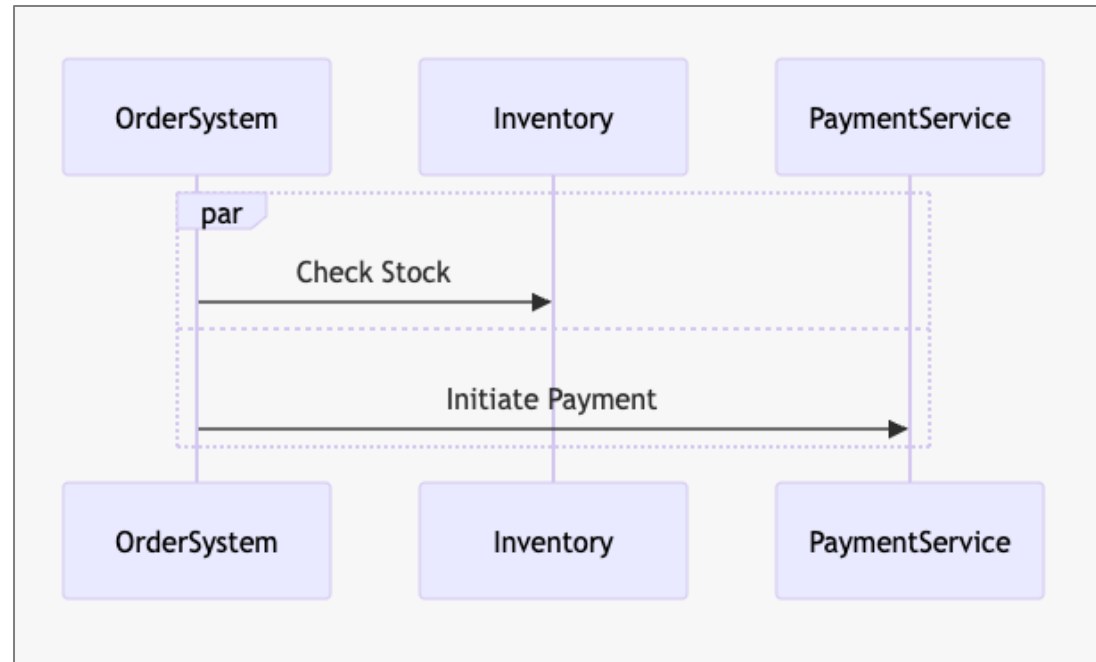 OrderSystem Inventory PaymentService
par
Check Stock
Initiate Payment
OrderSystem Inventory PaymentService